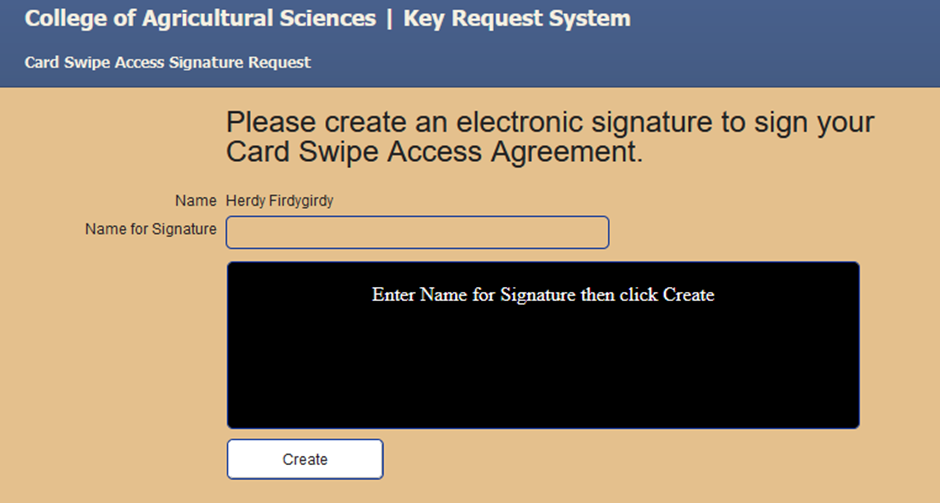 College of Agricultural Sciences | Key Request System
Card Swipe Access Signature Request
Please create an electronic signature to sign your
Card Swipe Access Agreement.
Name Herdy Firdygirdy
Name for Signature
Enter Name for Signature then click Create
Create